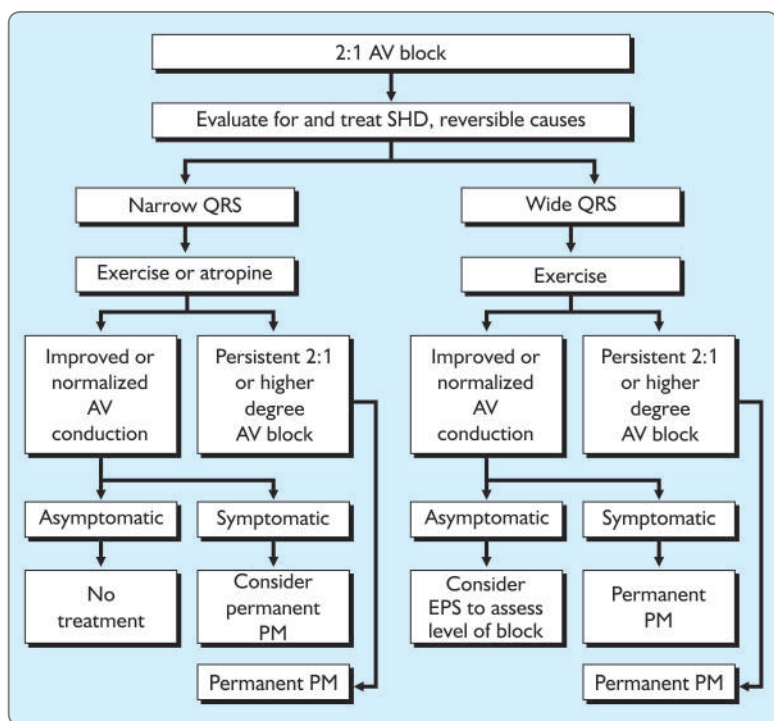 2:1 AV block
Evaluate for and treat SHD, reversible causes
Narrow QRS
Wide QRS
Exercise or atropine
Exercise
Improved or
normalized
AV
conduction
Persistent 2:1
or higher
degree
AV block
Improved or
normalized
AV
conduction
Persistent 2:1
or higher
degree
AV block
Asymptomatic
Symptomatic
Asymptomatic
Symptomatic
No
treatment
Consider
permanent
PM
Consider
EPS to assess
level of block
Permanent
PM
Permanent PM
Permanent PM